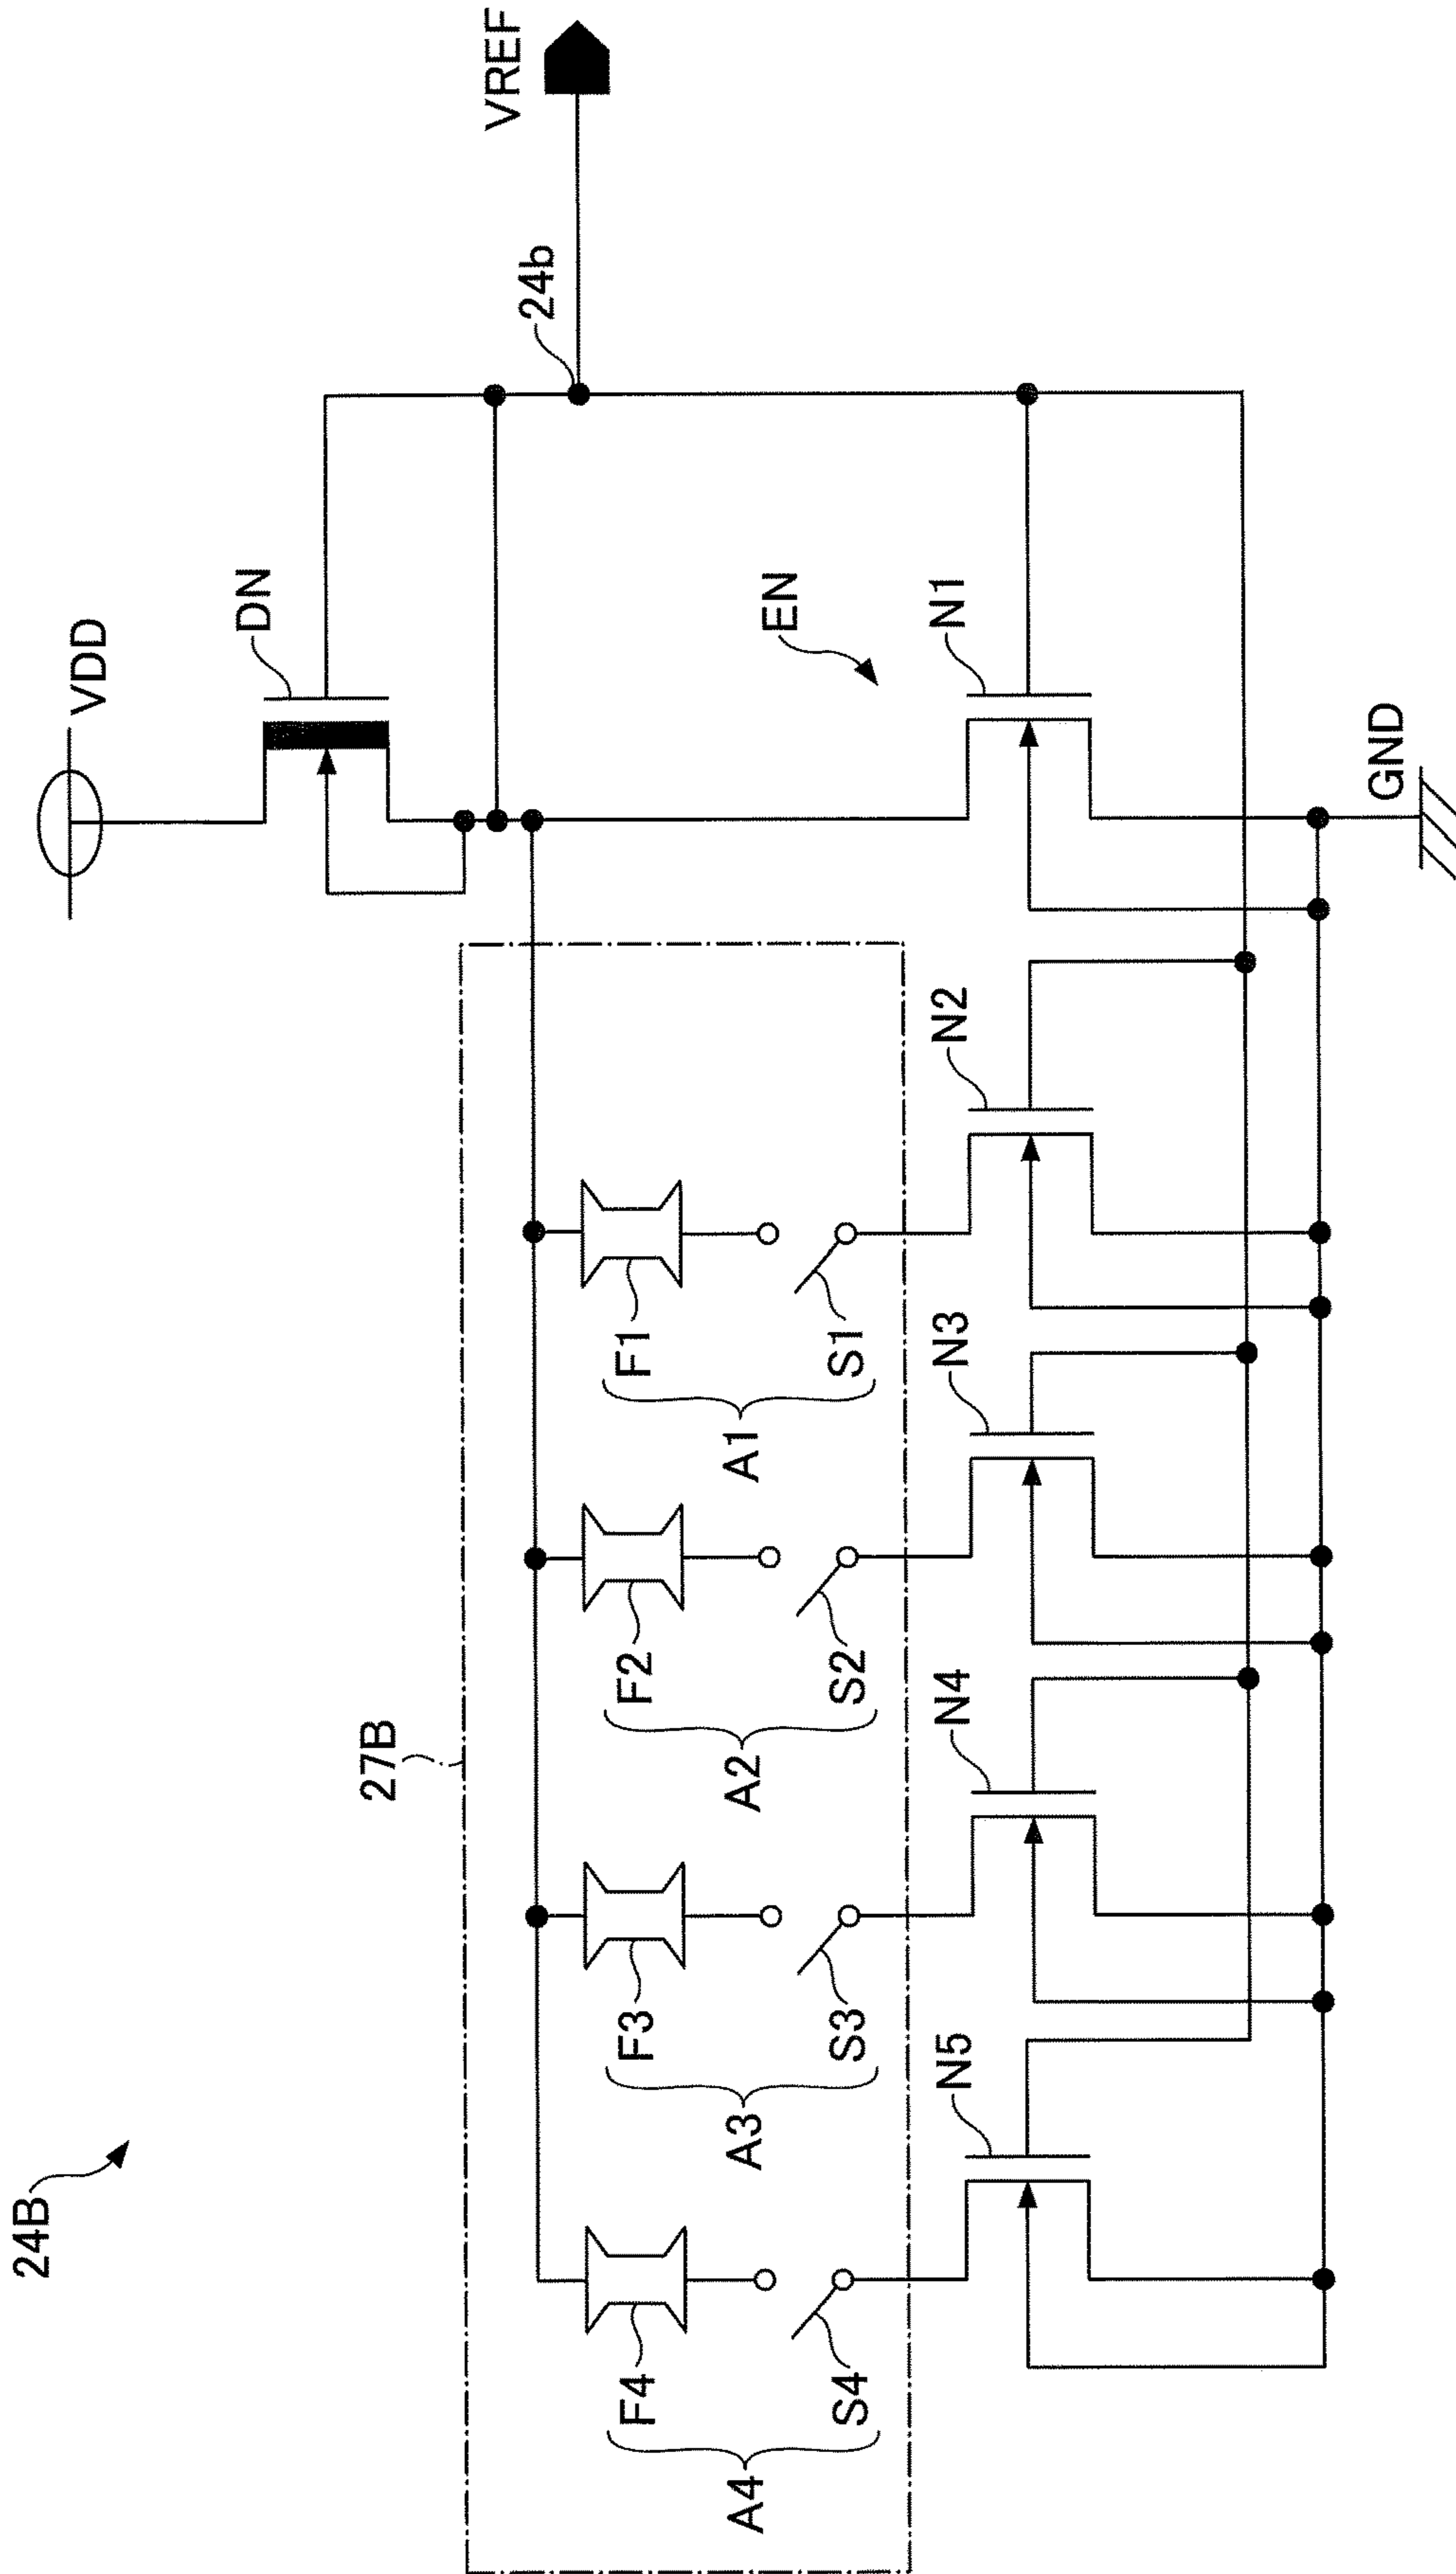 24B
VDD
DN
24b
VREF
27B
F4
F3
F2
F1
A4
A3
A2
A1
S4
S3
S2
S1
EN
N5
N4
N3
N2
N1
GND